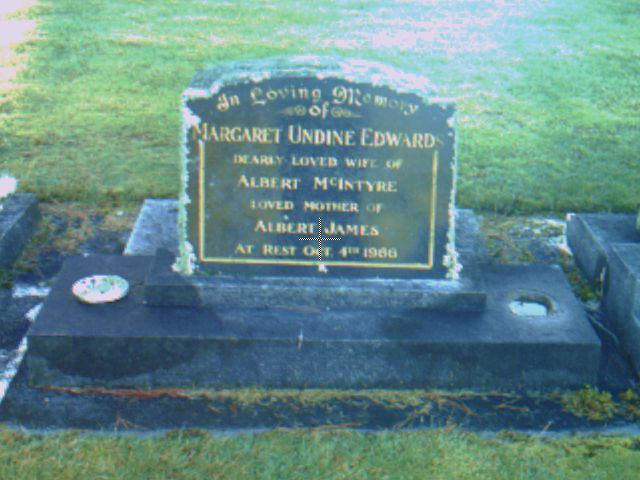 In Loving Memory
of
MARGARET UNDINE EDWARDS
DEARLY LOVED WIFE OF
ALBERT McINTYRE
LOVED MOTHER OF
ALBERT JAMES
AT REST OCT. 4TH 1966